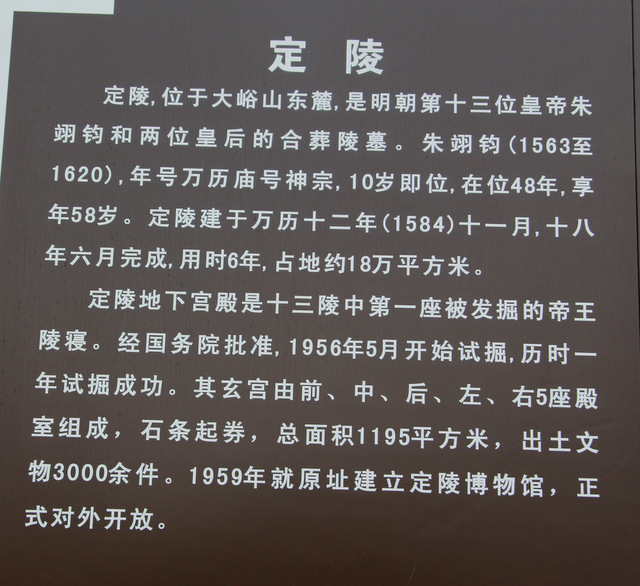 定陵
定陵,位于大峪山东麓,是明朝第十三位皇帝朱
翊钧和两位皇后的合葬陵墓。朱翊钧(1563至
1620),年号万历庙号神宗,10岁即位,在位48年,享
年58岁。定陵建于万历十二年(1584)十一月,十八
年六月完成,用时6年,占地约18万平方米。
定陵地下宫殿是十三陵中第一座被发掘的帝王
陵寝。经国务院批准,1956年5月开始试掘,历时一
年试掘成功。其玄宫由前、中、后、左、右5座殿
室组成，石条起券，总面积1195平方米，出土文
物3000余件。1959年就原址建立定陵博物馆，正
式对外开放。